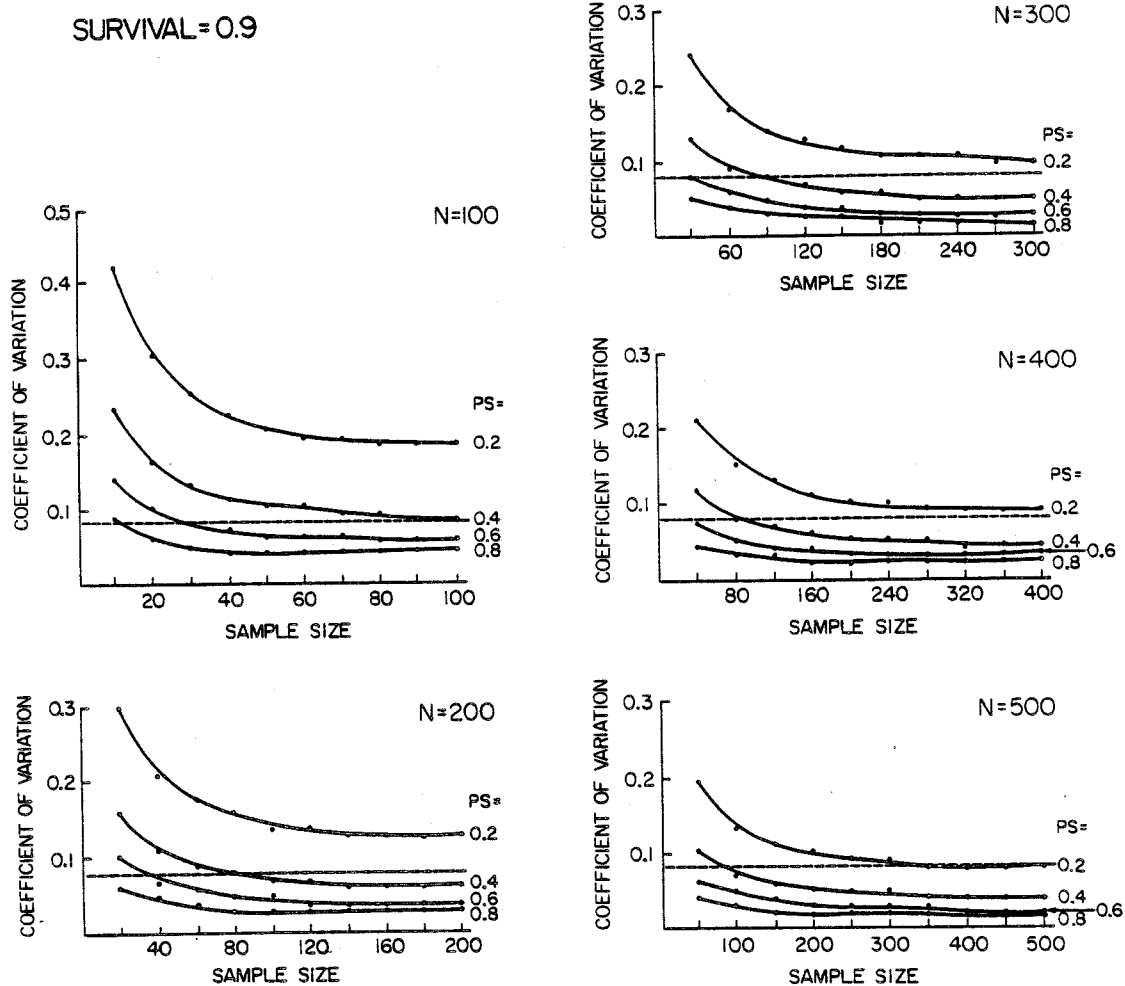 SURVIVAL=0.9
COEFFICIENT OF VARIATION
0.5
0.4
0.3
0.2
0.1
N=100
PS=
0.2
0.4
0.6
0.8
20
40
60
80
100
SAMPLE SIZE
COEFFICIENT OF VARIATION
0.3
0.2
0.1
N=200
PS=
0.2
0.4
0.6
0.8
40
80
120
160
200
SAMPLE SIZE
COEFFICIENT OF VARIATION
0.3
0.2
0.1
N=300
PS=
0.2
0.4
0.6
0.8
60
120
180
240
300
SAMPLE SIZE
COEFFICIENT OF VARIATION
0.3
0.2
0.1
N=400
PS=
0.2
0.4
0.6
0.8
80
160
240
320
400
SAMPLE SIZE
COEFFICIENT OF VARIATION
0.3
0.2
0.1
N=500
PS=
0.2
0.4
0.6
0.8
100
200
300
400
500
SAMPLE SIZE